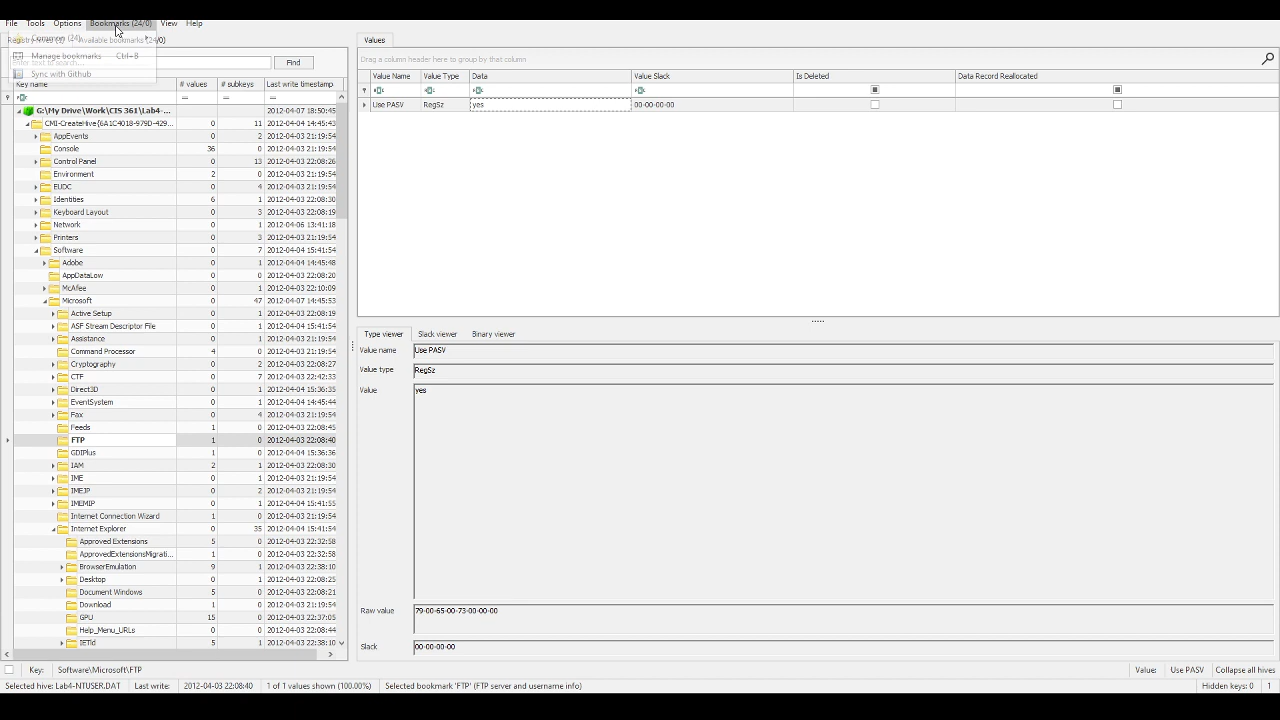 File Tools Options Bookmarks (24/0) View Help
Common (24)
Registry hives (1) Available bookmarks (24/0) Values
Manage bookmarks Ctrl+B
Enter text to search... Find
Drag a column header here to group by that column
Sync with Github
Key name # values # subkeys Last write timestamp
Value Name Value Type Data Value Slack Is Deleted Data Record Reallocated
Use PASV RegSz yes 00-00-00-00
G:\My Drive\Work\CIS 361\Lab4-... 2012-04-07 18:50:45
CMI-CreateHive{6A1C4018-979D-429... 0 11 2012-04-04 14:45:43
AppEvents 0 2 2012-04-03 21:19:54
Console 36 0 2012-04-03 21:19:54
Control Panel 0 13 2012-04-03 22:08:26
Environment 2 0 2012-04-03 21:19:54
EUDC 0 4 2012-04-03 21:19:54
Identities 6 1 2012-04-03 22:08:30
Keyboard Layout 0 3 2012-04-03 22:08:19
Network 0 1 2012-04-06 13:41:18
Printers 0 3 2012-04-03 21:19:54
Software 0 7 2012-04-04 15:41:54
Adobe 0 1 2012-04-03 22:48:56
AppDataLow 0 0 2012-04-03 22:08:20
McAfee 0 1 2012-04-03 22:10:09
Microsoft 0 47 2012-04-07 14:45:53
Active Setup 0 1 2012-04-03 22:08:19
ASF Stream Descriptor File 0 1 2012-04-04 15:41:54
Assistance 0 1 2012-04-03 21:19:54
Command Processor 4 0 2012-04-03 21:19:54
Cryptography 0 2 2012-04-03 22:08:27
CTF 0 7 2012-04-03 22:42:33
Direct3D 0 1 2012-04-04 15:36:35
EventSystem 0 1 2012-04-04 14:45:44
Fax 0 4 2012-04-03 21:19:54
Feeds 1 0 2012-04-03 22:08:45
FTP 1 0 2012-04-03 22:08:40
GDIPlus 1 0 2012-04-04 15:36:36
IAM 2 1 2012-04-03 22:08:30
IME 0 1 2012-04-03 21:19:54
IMEJP 0 2 2012-04-03 21:19:54
IMEMIP 0 1 2012-04-04 15:41:55
Internet Connection Wizard 1 0 2012-04-03 21:19:54
Internet Explorer 0 35 2012-04-04 15:41:54
Approved Extensions 5 0 2012-04-03 22:32:58
ApprovedExtensionsMigrati... 1 0 2012-04-03 22:32:58
BrowserEmulation 9 1 2012-04-03 22:38:10
Desktop 0 1 2012-04-03 22:08:25
Document Windows 5 0 2012-04-03 22:08:21
Download 1 0 2012-04-03 21:19:54
GPU 15 0 2012-04-03 22:37:05
Help_Menu_URLs 0 0 2012-04-03 22:08:44
IETld 5 1 2012-04-03 22:38:10
Type viewer Slack viewer Binary viewer
Value name Use PASV
Value type RegSz
Value yes
Raw value 79-00-65-00-73-00-00-00
Slack 00-00-00-00
Key: Software\Microsoft\FTP Value: Use PASV Collapse all hives
Selected hive: Lab4-NTUSER.DAT Last write: 2012-04-03 22:08:40 1 of 1 values shown (100.00%) Selected bookmark 'FTP' (FTP server and username info) Hidden keys: 0 1